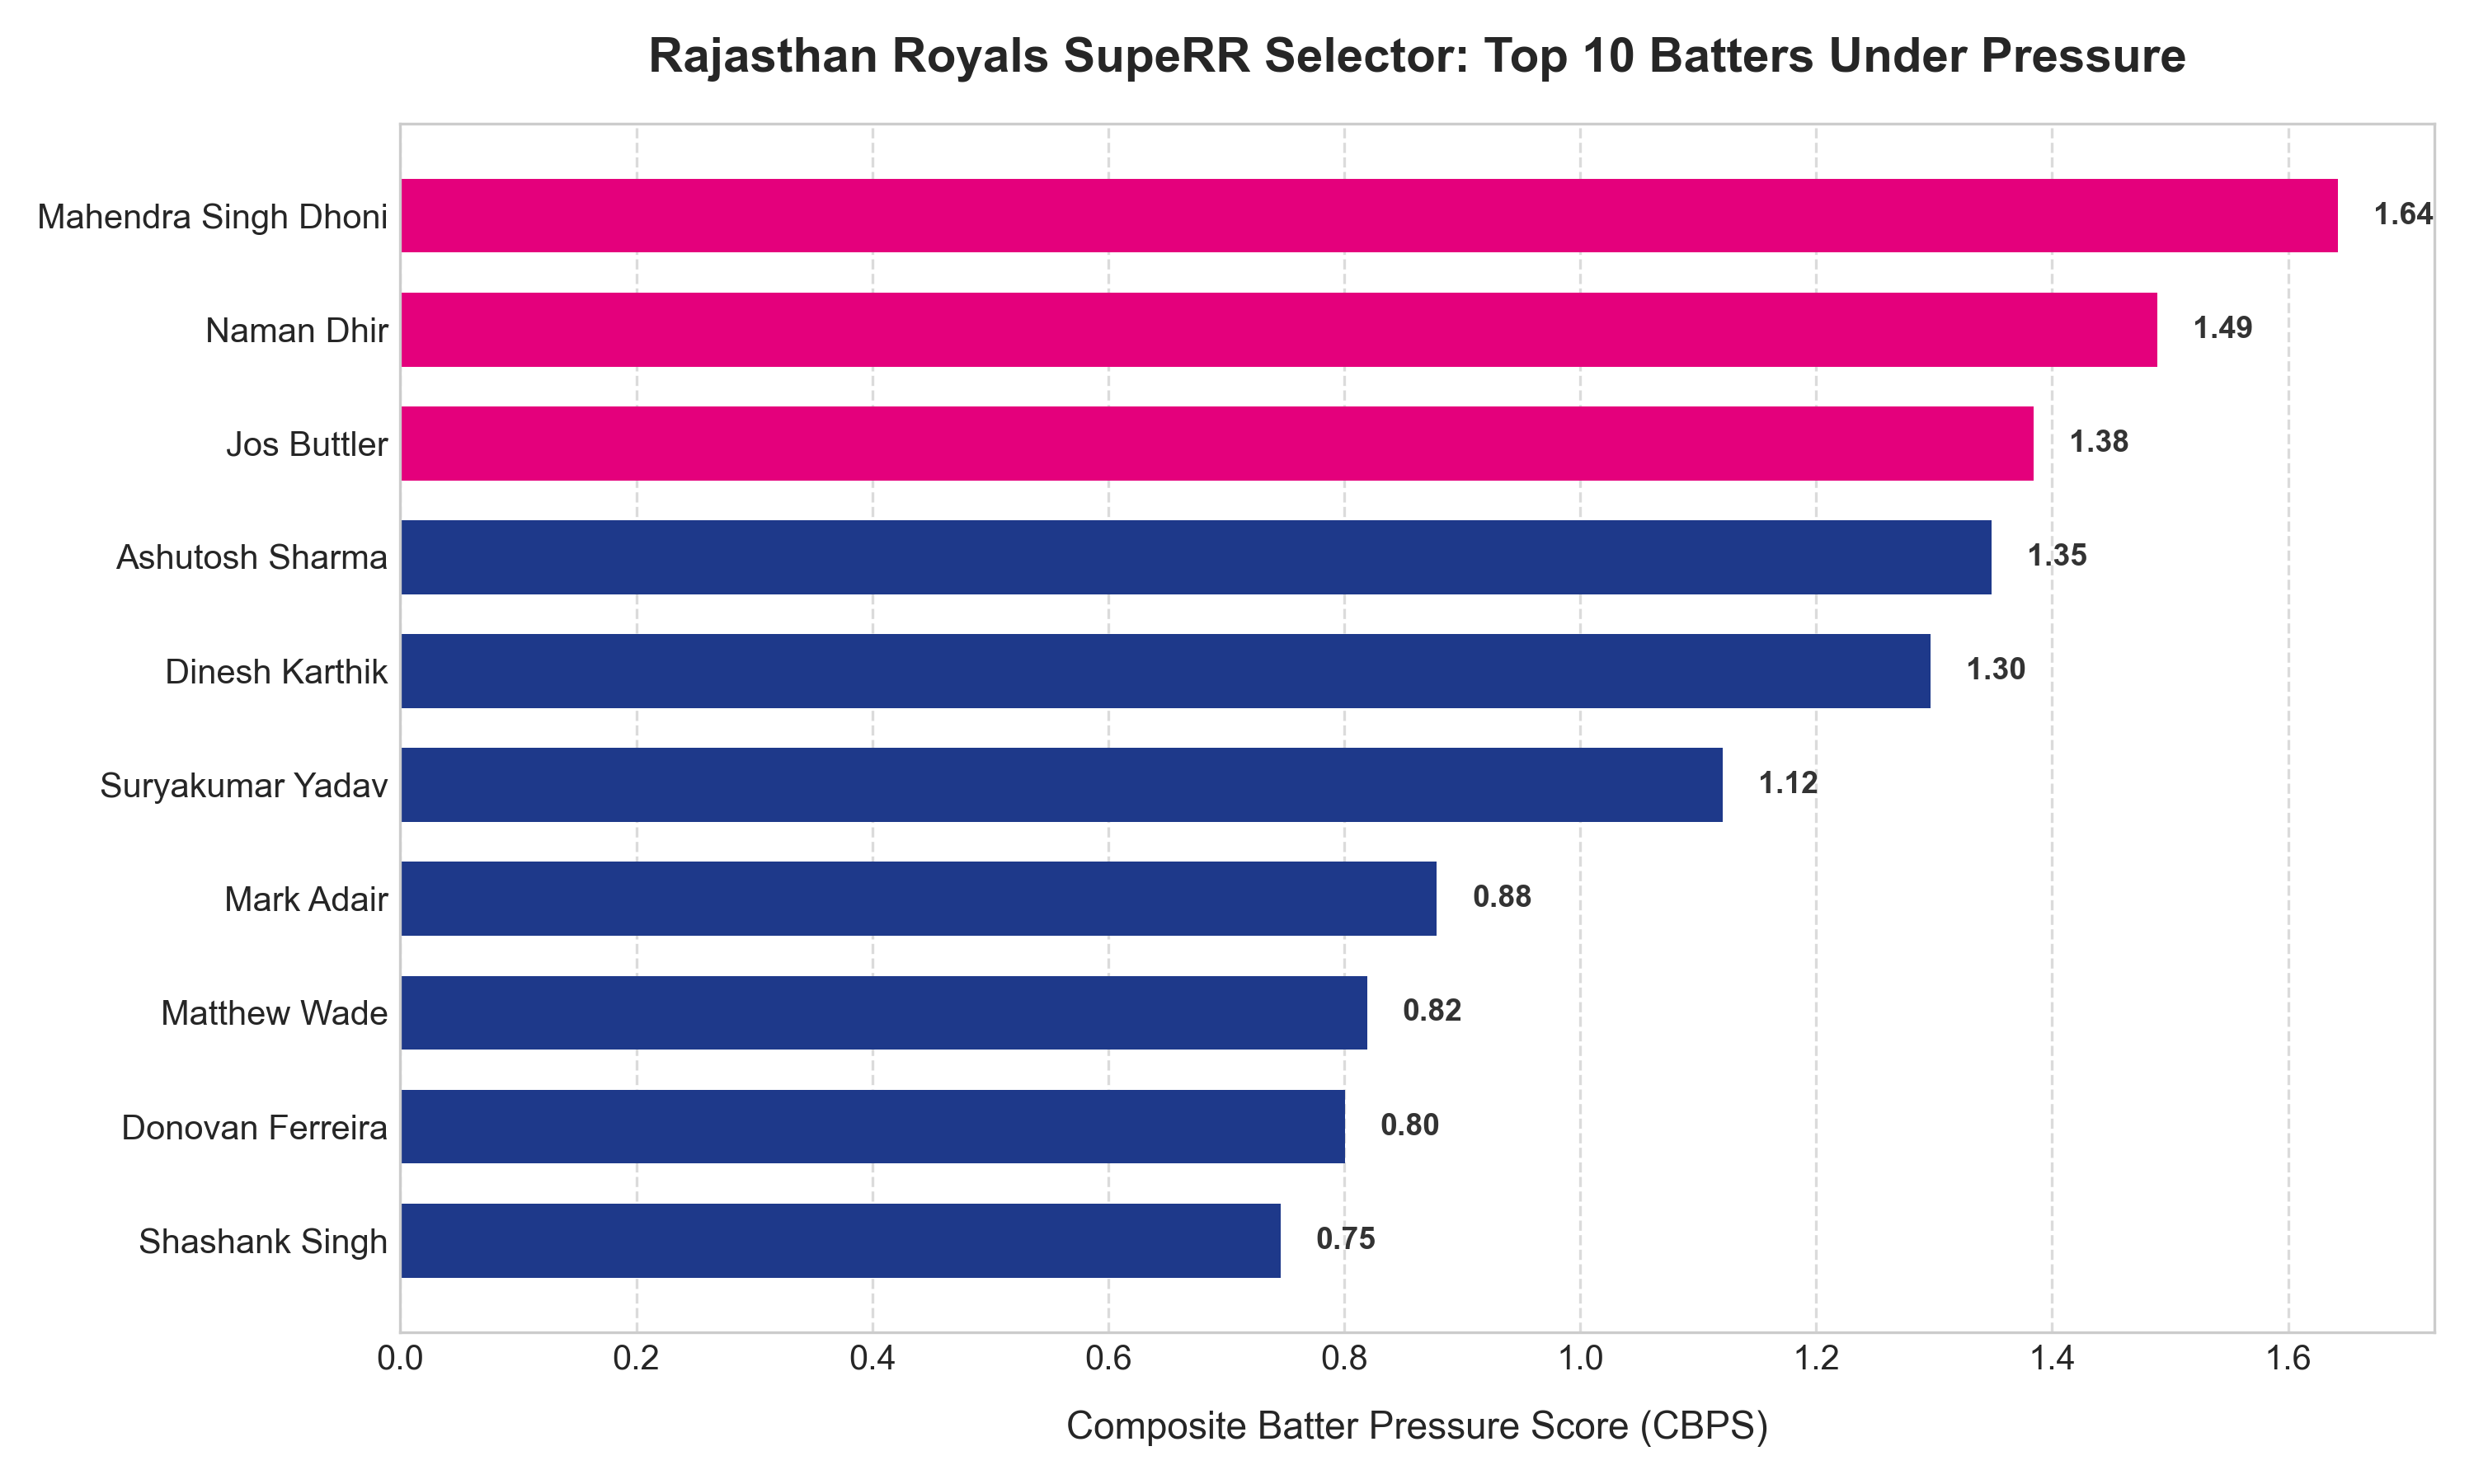 Rajasthan Royals SupeRR Selector: Top 10 Batters Under Pressure
Mahendra Singh Dhoni 1.64
Naman Dhir 1.49
Jos Buttler 1.38
Ashutosh Sharma 1.35
Dinesh Karthik 1.30
Suryakumar Yadav 1.12
Mark Adair 0.88
Matthew Wade 0.82
Donovan Ferreira 0.80
Shashank Singh 0.75
0.0 0.2 0.4 0.6 0.8 1.0 1.2 1.4 1.6
Composite Batter Pressure Score (CBPS)